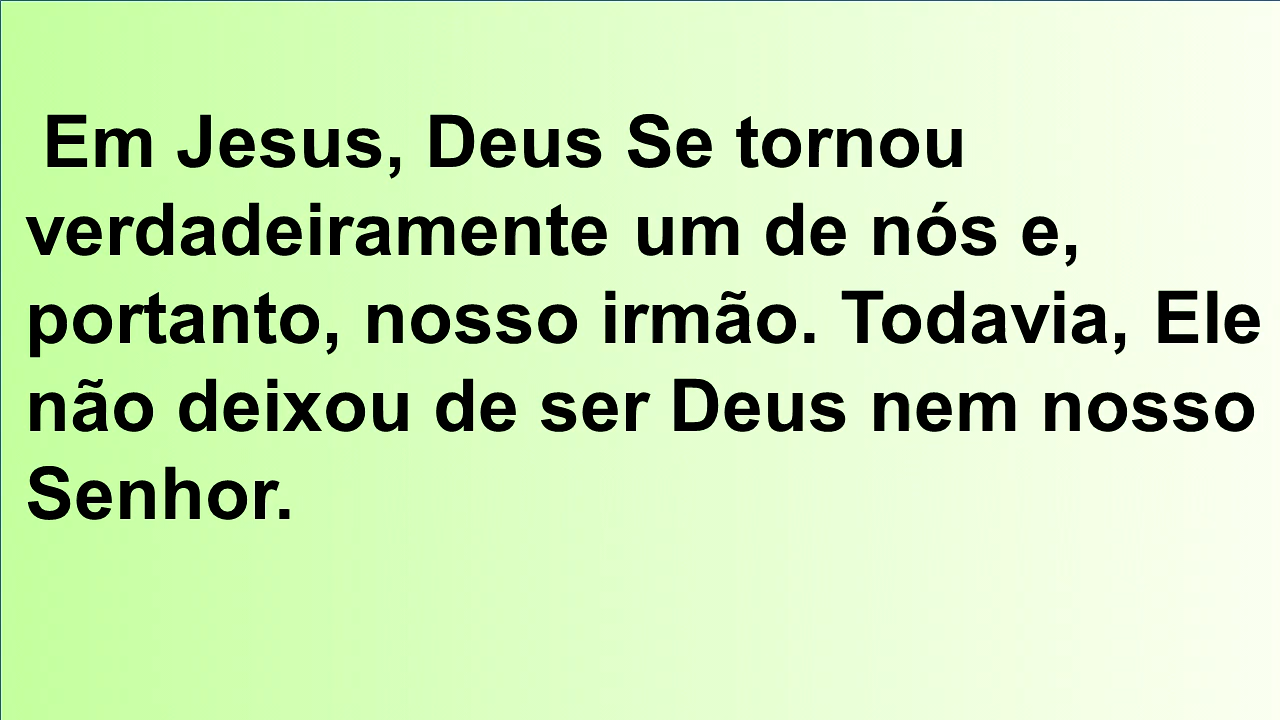 Em Jesus, Deus Se tornou
verdadeiramente um de nós e,
portanto, nosso irmão. Todavia, Ele
não deixou de ser Deus nem nosso
Senhor.